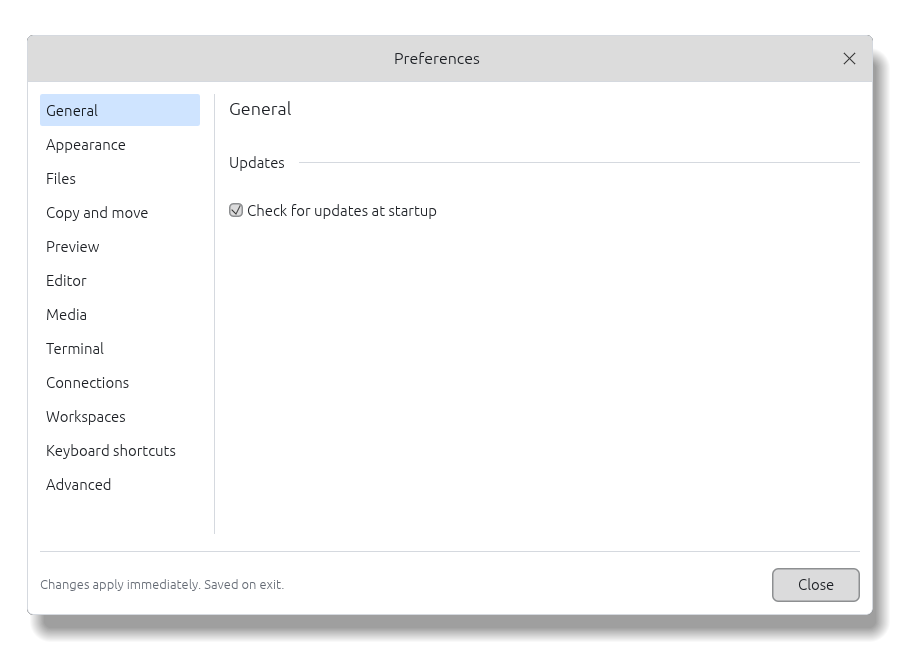 Preferences
General
Appearance
Files
Copy and move
Preview
Editor
Media
Terminal
Connections
Workspaces
Keyboard shortcuts
Advanced
General
Updates
Check for updates at startup
Changes apply immediately. Saved on exit.
Close